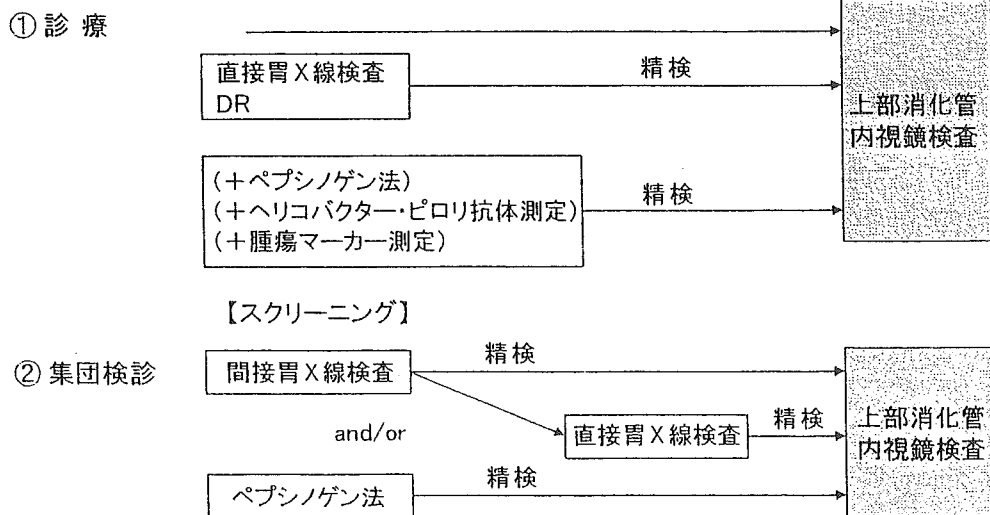 ①診 療
直接胃X線検査
DR
精検
(＋ペプシノゲン法)
(＋ヘリコバクター・ピロリ抗体測定)
(＋腫瘍マーカー測定)
精検
上部消化管
内視鏡検査
【スクリーニング】
②集団検診
間接胃X線検査
精検
and/or
直接胃X線検査
精検
ペプシノゲン法
精検
上部消化管
内視鏡検査